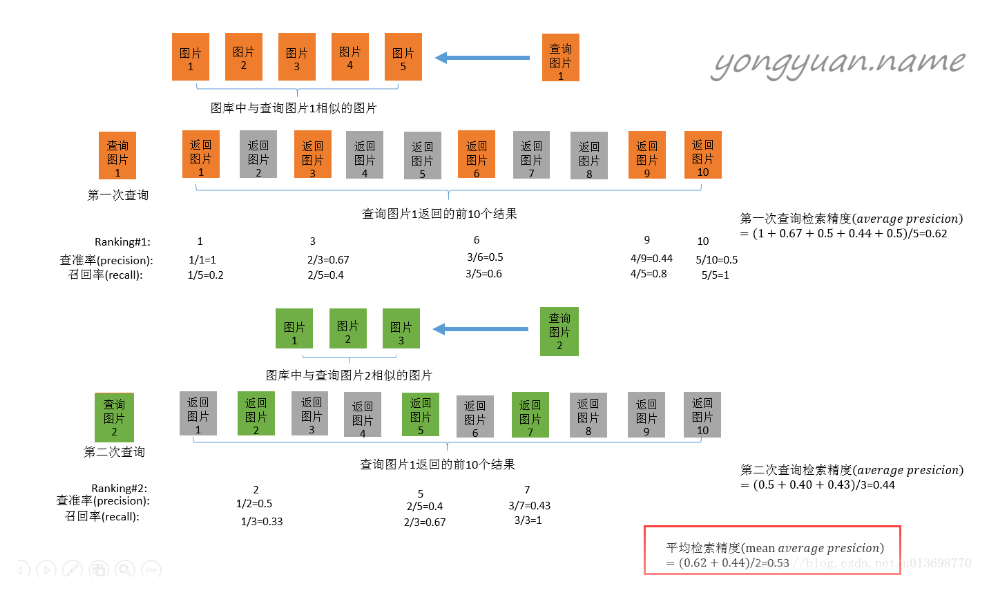 图片 1
图片 2
图片 3
图片 4
图片 5
查询图片 1
yongyuan.name
图库中与查询图片1相似的图片
查询图片 1
返回图片 1
返回图片 2
返回图片 3
返回图片 4
返回图片 5
返回图片 6
返回图片 7
返回图片 8
返回图片 9
返回图片 10
第一次查询
查询图片1返回的前10个结果
第一次查询检索精度(average presicion)
= (1 + 0.67 + 0.5 + 0.44 + 0.5)/5=0.62
Ranking#1: 1 3 6 9 10
查准率(precision): 1/1=1 2/3=0.67 3/6=0.5 4/9=0.44 5/10=0.5
召回率(recall): 1/5=0.2 2/5=0.4 3/5=0.6 4/5=0.8 5/5=1
图片 1
图片 2
图片 3
查询图片 2
图库中与查询图片2相似的图片
查询图片 2
返回图片 1
返回图片 2
返回图片 3
返回图片 4
返回图片 5
返回图片 6
返回图片 7
返回图片 8
返回图片 9
返回图片 10
第二次查询
查询图片1返回的前10个结果
第二次查询检索精度(average presicion)
= (0.5 + 0.40 + 0.43)/3=0.44
Ranking#2: 2 5 7
查准率(precision): 1/2=0.5 2/5=0.4 3/7=0.43
召回率(recall): 1/3=0.33 2/3=0.67 3/3=1
平均检索精度(mean average presicion)
= (0.62 + 0.44)/2=0.53
//blog.csdn.net/u013698770